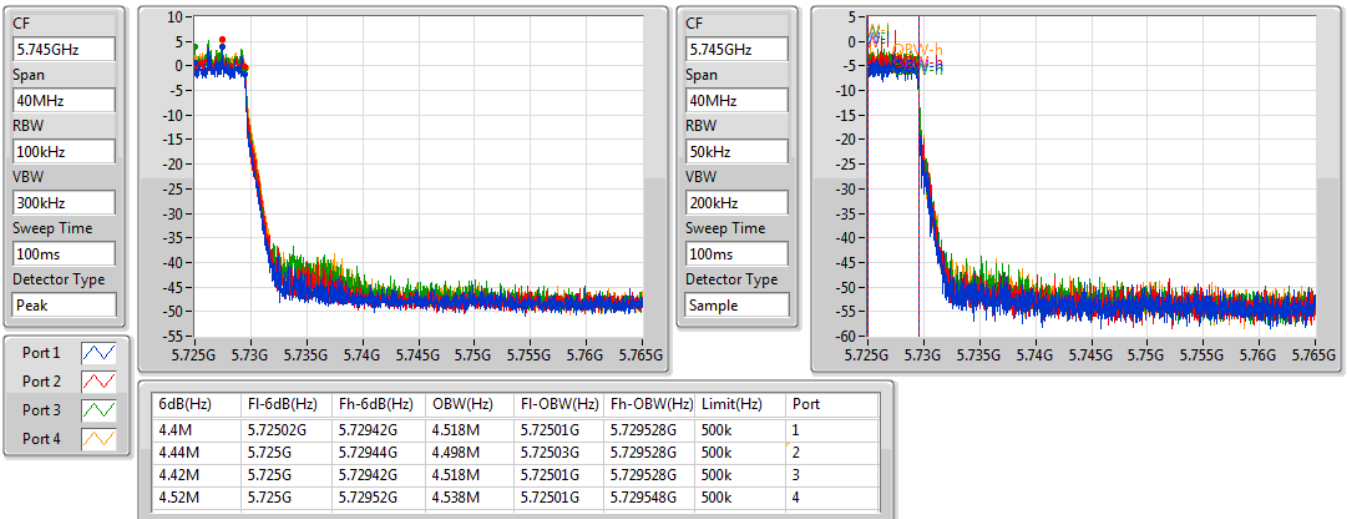 CF
5.745GHz
Span
40MHz
RBW
100kHz
VBW
300kHz
Sweep Time
100ms
Detector Type
Peak
10
5
0
-5
-10
-15
-20
-25
-30
-35
-40
-45
-50
-55
5.725G 5.73G 5.735G 5.74G 5.745G 5.75G 5.755G 5.76G 5.765G
CF
5.745GHz
Span
40MHz
RBW
50kHz
VBW
200kHz
Sweep Time
100ms
Detector Type
Sample
5
0
-5
-10
-15
-20
-25
-30
-35
-40
-45
-50
-55
-60
OBW-h
5.725G 5.73G 5.735G 5.74G 5.745G 5.75G 5.755G 5.76G 5.765G
Port 1
Port 2
Port 3
Port 4
6dB(Hz) Fl-6dB(Hz) Fh-6dB(Hz) OBW(Hz) Fl-OBW(Hz) Fh-OBW(Hz) Limit(Hz) Port
4.4M 5.72502G 5.72942G 4.518M 5.72501G 5.729528G 500k 1
4.44M 5.725G 5.72944G 4.498M 5.72503G 5.729528G 500k 2
4.42M 5.725G 5.72942G 4.518M 5.72501G 5.729528G 500k 3
4.52M 5.725G 5.72952G 4.538M 5.72501G 5.729548G 500k 4